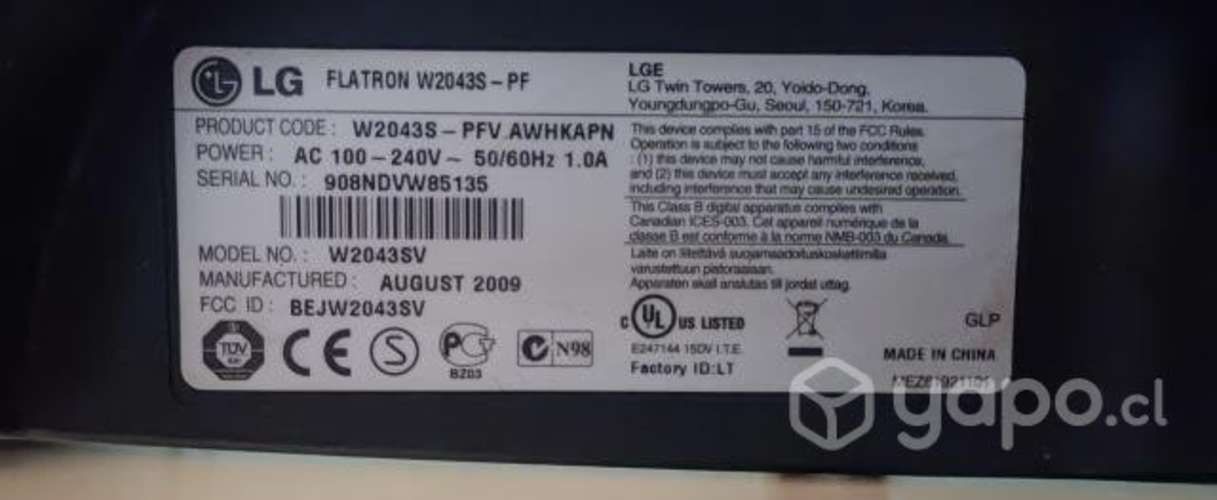 LG FLATRON W2043S-PF
PRODUCT CODE : W2043S-PFV.AWHKAPN
POWER : AC 100-240V~ 50/60Hz 1.0A
SERIAL NO. : 908NDVW85135
MODEL NO. : W2043SV
MANUFACTURED : AUGUST 2009
FCC ID : BEJW2043SV
TÜV
CE
S
PG
BZ03
N98
LGE
LG Twin Towers, 20, Yoido-Dong,
Youngdungpo-Gu, Seoul, 150-721, Korea.
This device complies with part 15 of the FCC Rules.
Operation is subject to the following two conditions
: (1) this device may not cause harmful interference,
and (2) this device must accept any interference received,
including interference that may cause undesired operation.
This Class B digital apparatus complies with
Canadian ICES-003. Cet appareil numérique de la
classe B est conforme à la norme NMB-003 du Canada.
Laite on liitettävä suojamaadoituskoskettimilla
varustettuun pistorasiaan.
Apparaten skall anslutas till jordat uttag.
C UL US LISTED
E247144 15DV I.T.E.
Factory ID:LT
GLP
MADE IN CHINA
yapo.cl